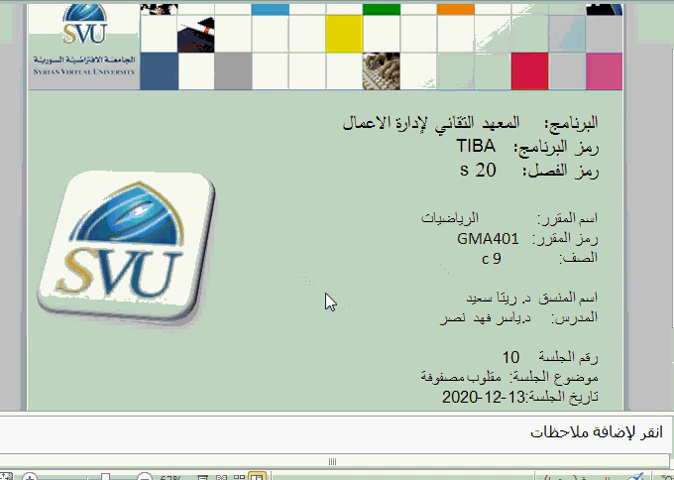 SVU
الجامعة الافتراضية السورية
SYRIAN VIRTUAL UNIVERSITY
البرنامج: المعهد التقاني لإدارة الاعمال
رمز البرنامج: TIBA
رمز الفصل: s 20
اسم المقرر: الرياضيات
رمز المقرر: GMA401
الصف: c 9
SVU
اسم المنسق د. ريتا سعيد
المدرس: د.ياسر فهد نصر
رقم الجلسة 10
موضوع الجلسة: مقلوب مصفوفة
تاريخ الجلسة:13-12-2020
انقر لإضافة ملاحظات